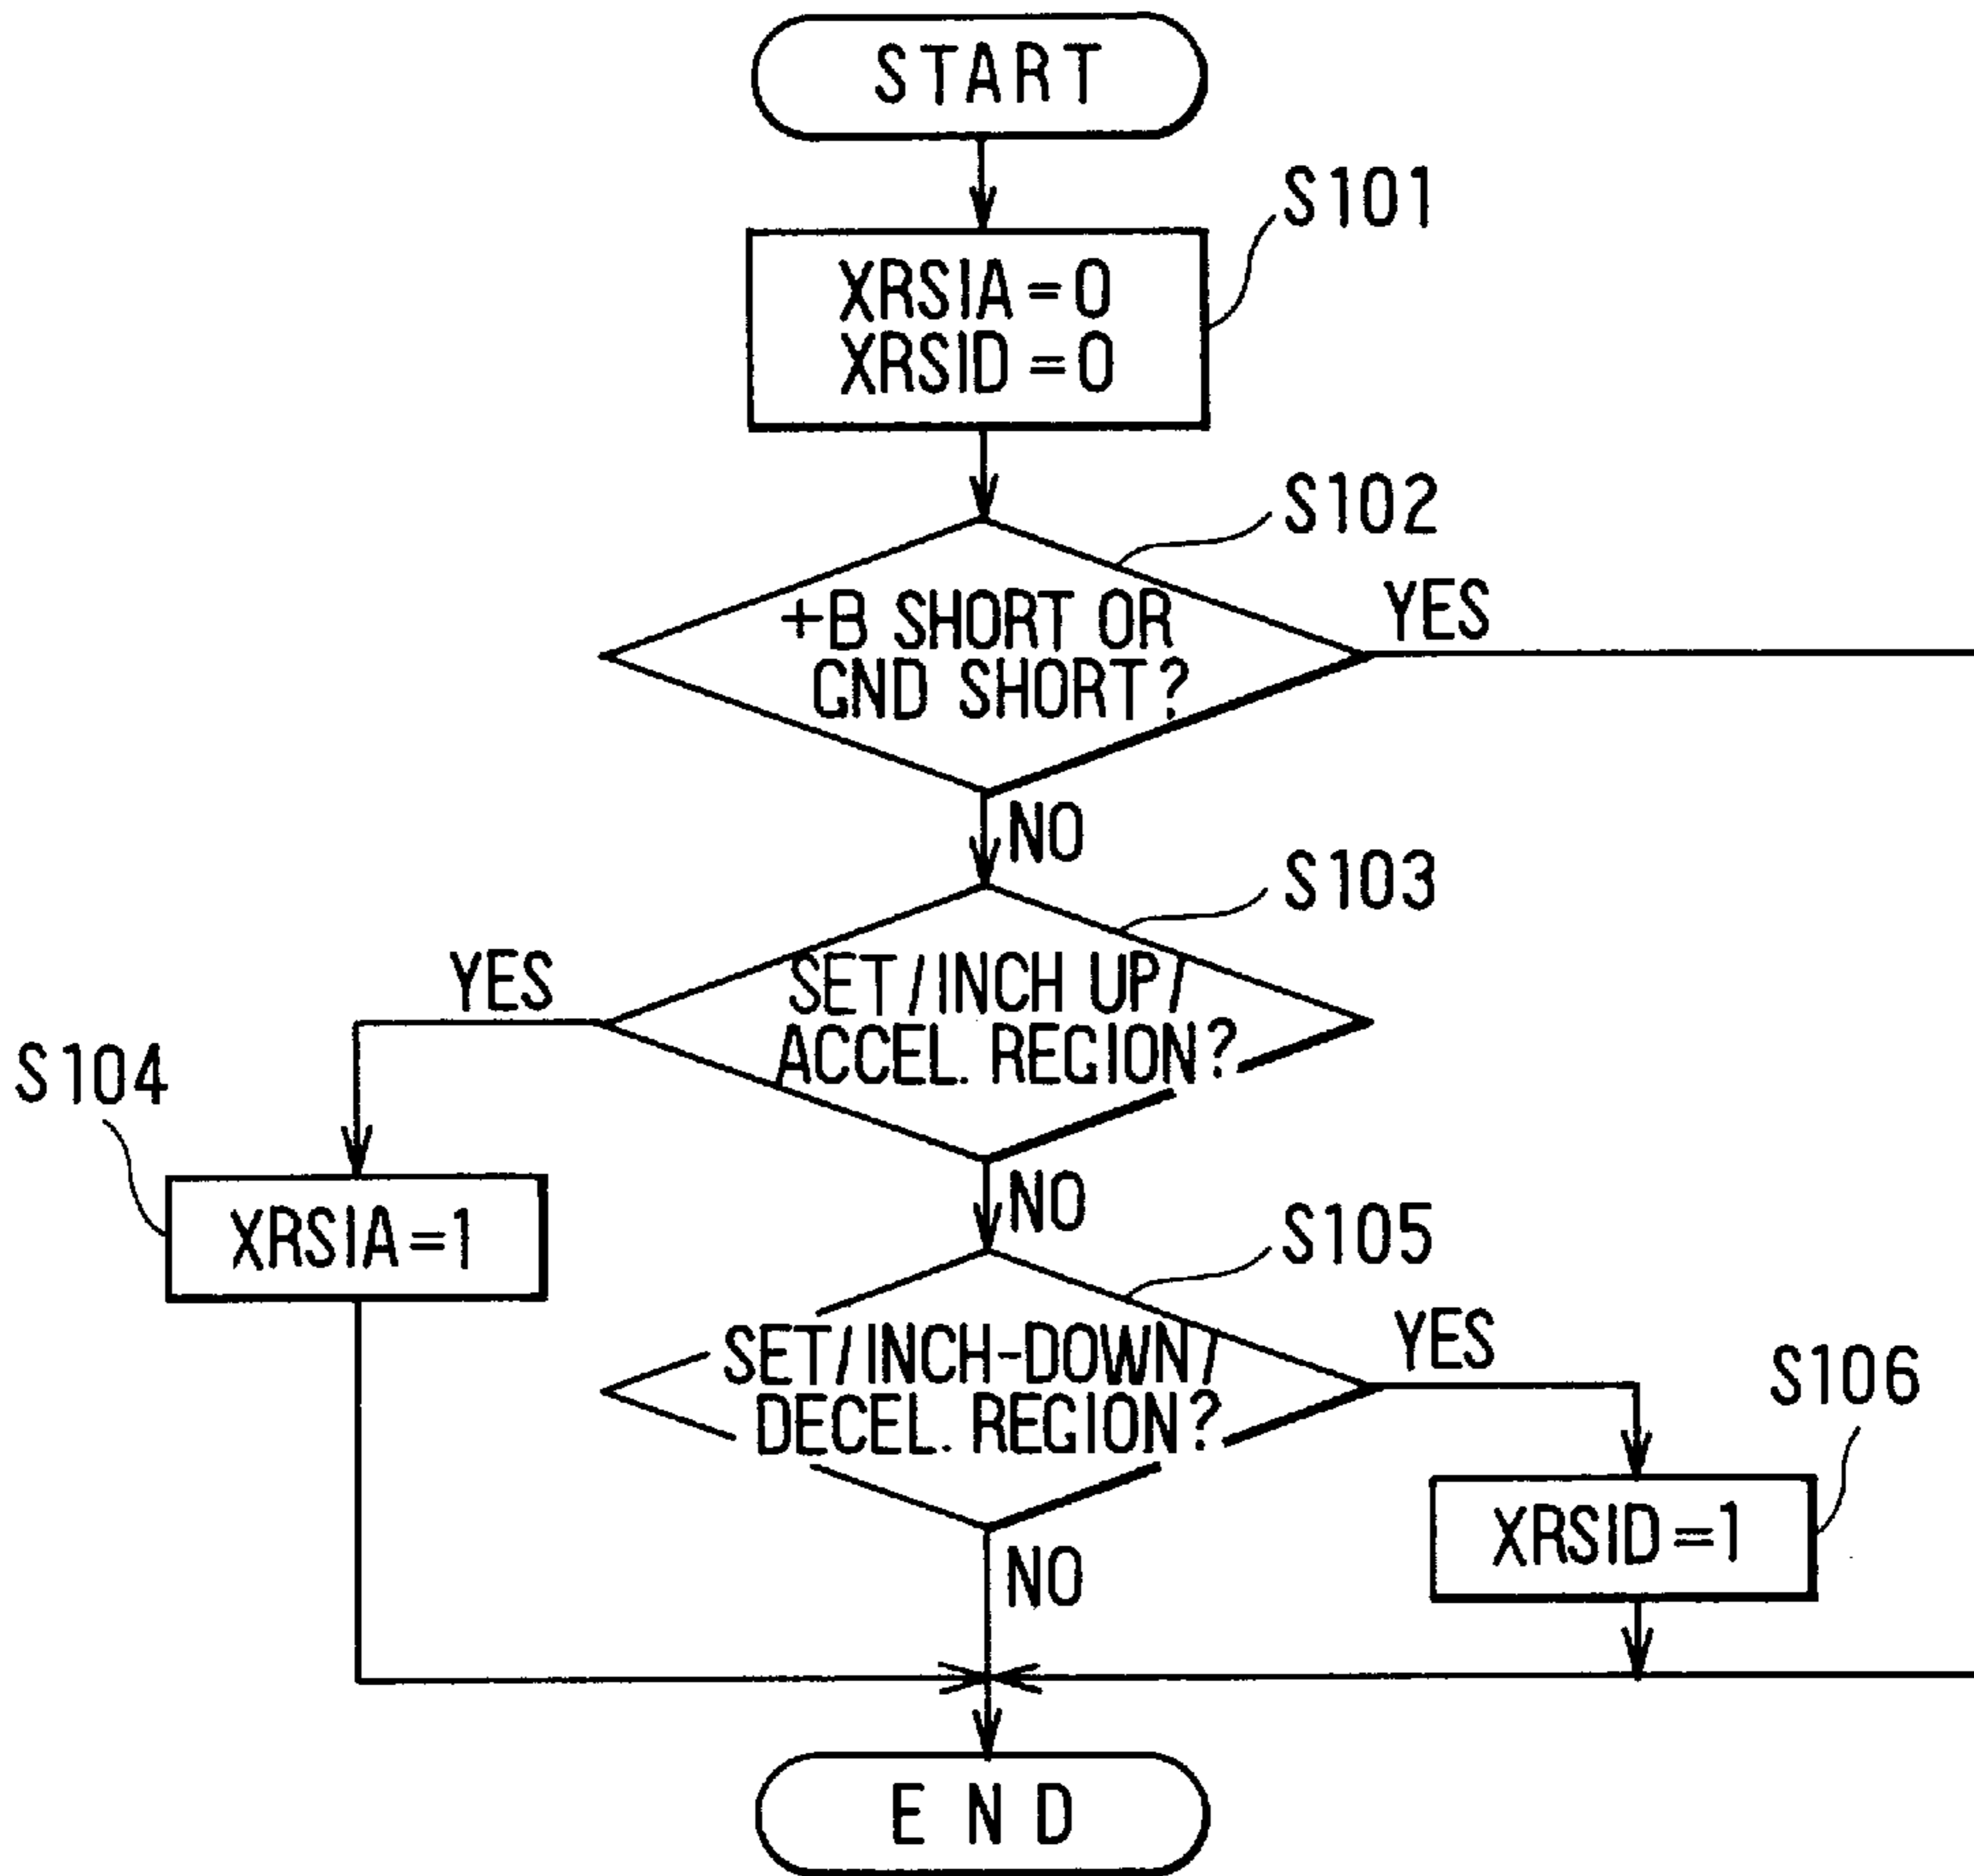 START
S101
XRSIA=0
XRSID=0
S102
+B SHORT OR
GND SHORT?
YES
NO
S103
YES
SET/INCH UP/
ACCEL. REGION?
S104
NO
XRSIA=1
S105
SET/INCH-DOWN/
DECEL. REGION?
YES
S106
XRSID=1
NO
END